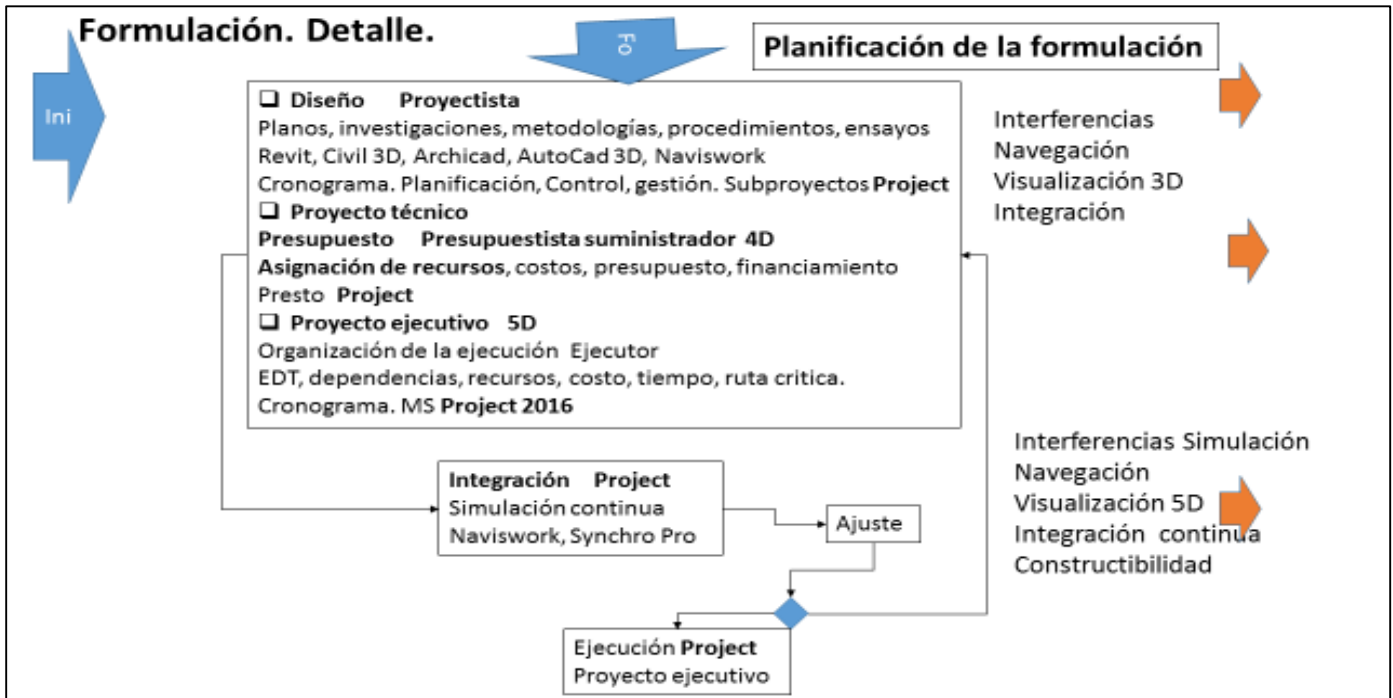 Formulación. Detalle.
Fo
Planificación de la formulación
Ini
❑ Diseño Proyectista
Planos, investigaciones, metodologías, procedimientos, ensayos
Revit, Civil 3D, Archicad, AutoCad 3D, Naviswork
Cronograma. Planificación, Control, gestión. Subproyectos Project
❑ Proyecto técnico
Presupuesto Presupuestista suministrador 4D
Asignación de recursos, costos, presupuesto, financiamiento
Presto Project
❑ Proyecto ejecutivo 5D
Organización de la ejecución Ejecutor
EDT, dependencias, recursos, costo, tiempo, ruta critica.
Cronograma. MS Project 2016
Interferencias
Navegación
Visualización 3D
Integración
Integración Project
Simulación continua
Naviswork, Synchro Pro
Ajuste
Interferencias Simulación
Navegación
Visualización 5D
Integración continua
Constructibilidad
Ejecución Project
Proyecto ejecutivo